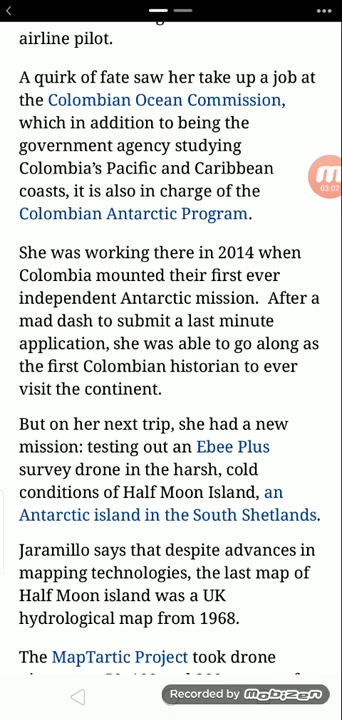 airline pilot.
A quirk of fate saw her take up a job at
the Colombian Ocean Commission,
which in addition to being the
government agency studying
Colombia’s Pacific and Caribbean
coasts, it is also in charge of the
Colombian Antarctic Program.
03:02
She was working there in 2014 when
Colombia mounted their first ever
independent Antarctic mission. After a
mad dash to submit a last minute
application, she was able to go along as
the first Colombian historian to ever
visit the continent.
But on her next trip, she had a new
mission: testing out an Ebee Plus
survey drone in the harsh, cold
conditions of Half Moon Island, an
Antarctic island in the South Shetlands.
Jaramillo says that despite advances in
mapping technologies, the last map of
Half Moon island was a UK
hydrological map from 1968.
The MapTartic Project took drone
Recorded by mobizen